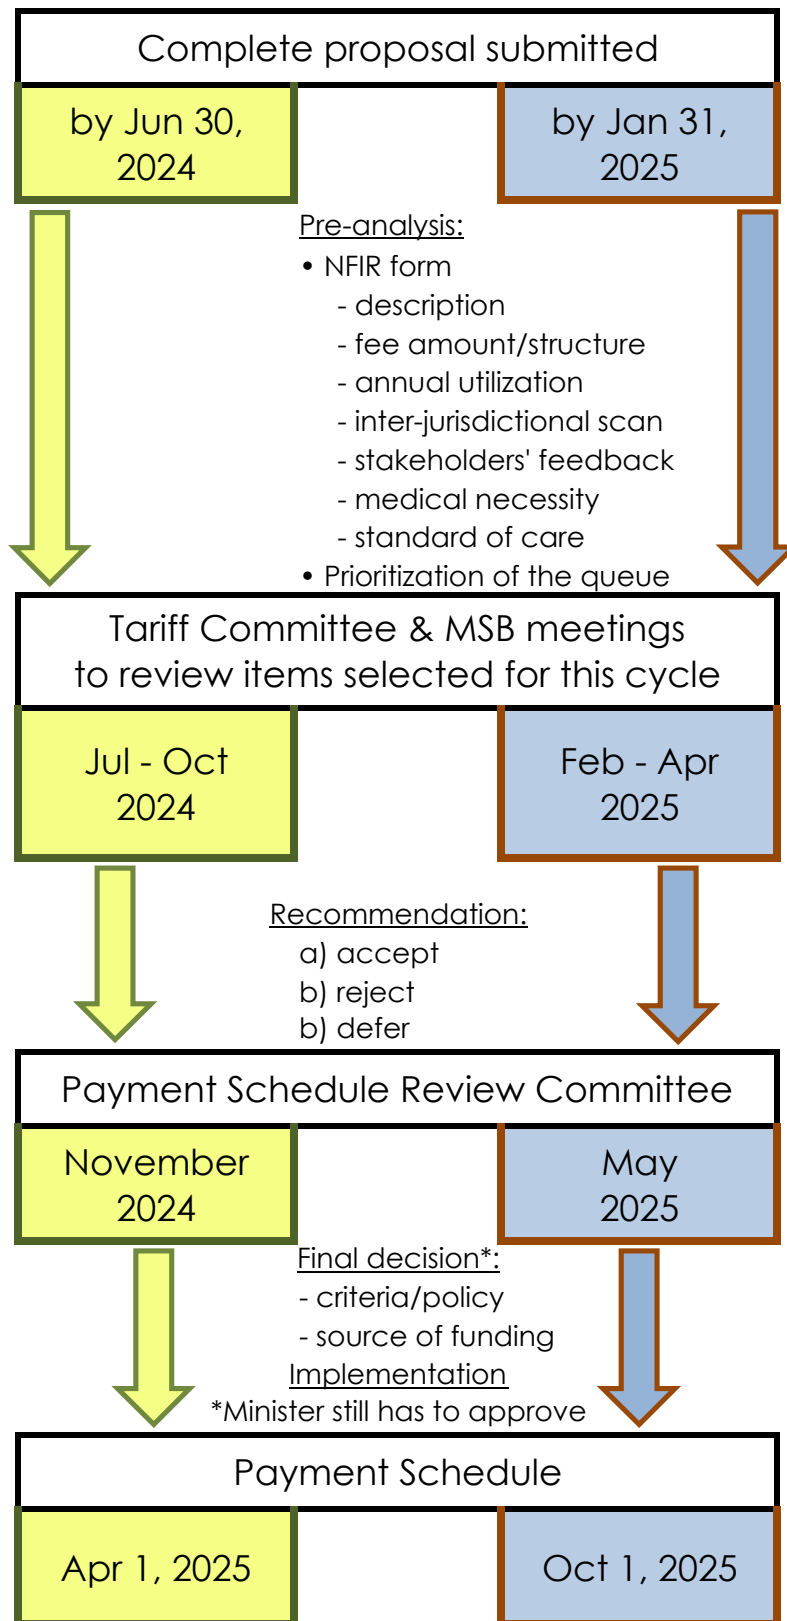 Complete proposal submitted
by Jun 30,
2024
by Jan 31,
2025
Pre-analysis:
• NFIR form
- description
- fee amount/structure
- annual utilization
- inter-jurisdictional scan
- stakeholders' feedback
- medical necessity
- standard of care
• Prioritization of the queue
Tariff Committee & MSB meetings
to review items selected for this cycle
Jul - Oct
2024
Feb - Apr
2025
Recommendation:
a) accept
b) reject
b) defer
Payment Schedule Review Committee
November
2024
May
2025
Final decision*:
- criteria/policy
- source of funding
Implementation
*Minister still has to approve
Payment Schedule
Apr 1, 2025
Oct 1, 2025